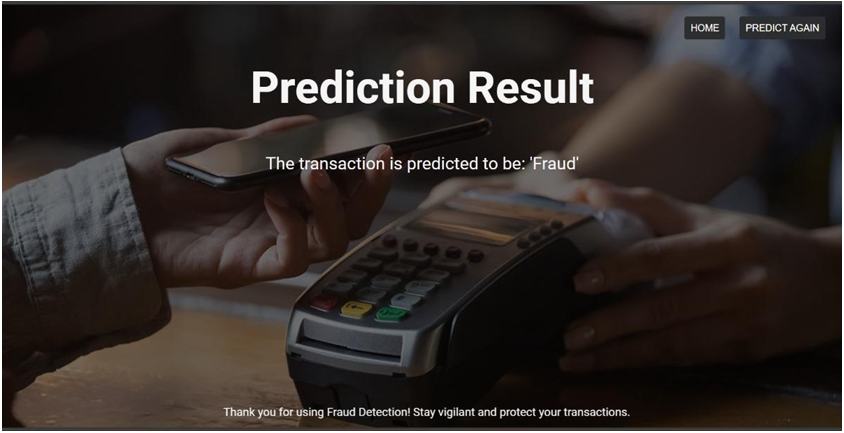 HOME PREDICT AGAIN
Prediction Result
The transaction is predicted to be: 'Fraud'
Thank you for using Fraud Detection! Stay vigilant and protect your transactions.